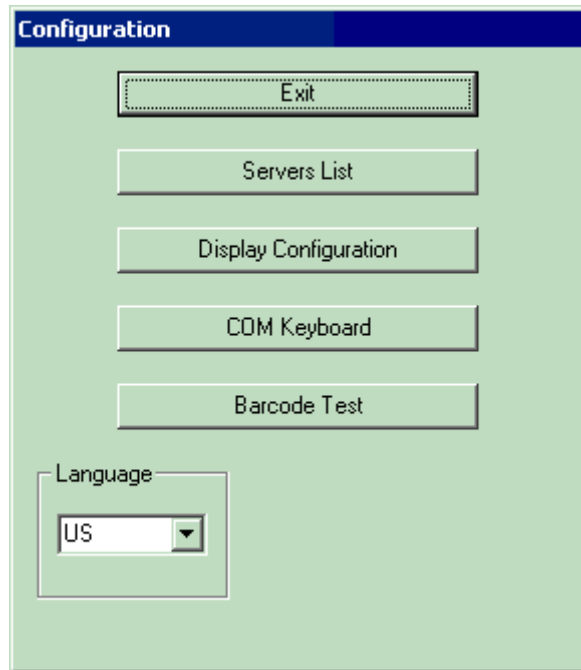 Configuration
Exit
Servers List
Display Configuration
COM Keyboard
Barcode Test
Language
US